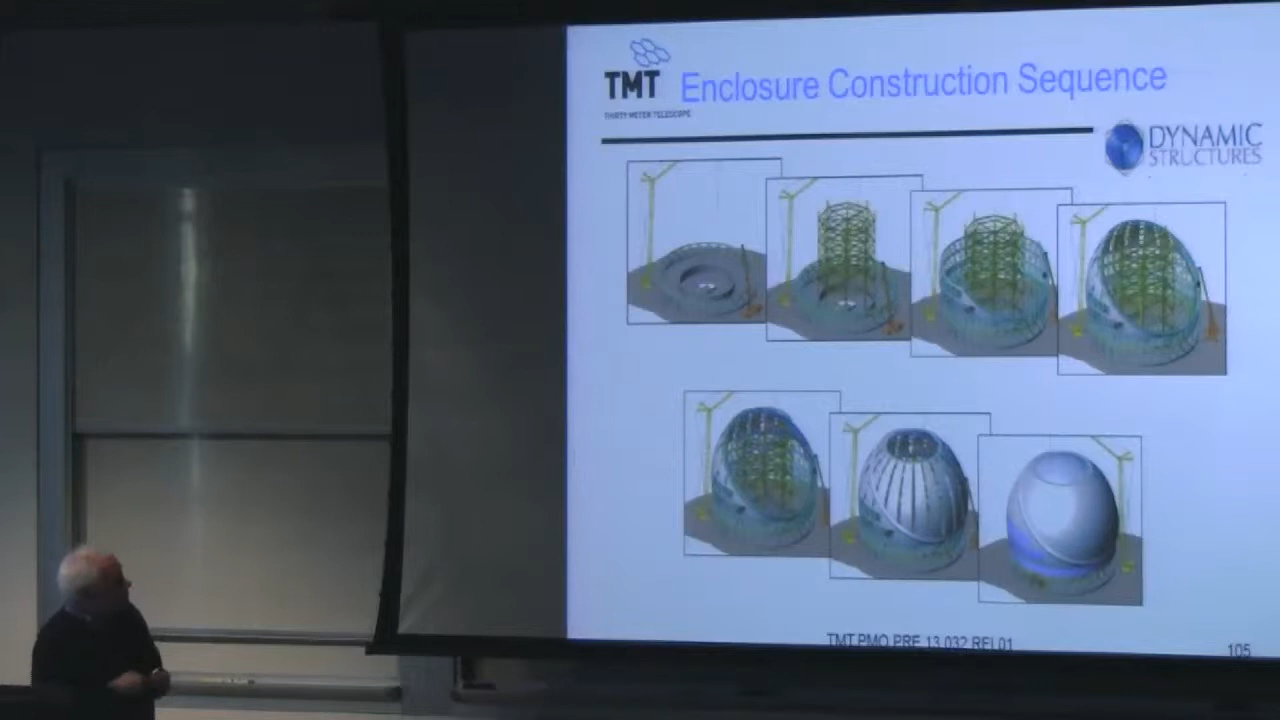 TMT
THIRTY METER TELESCOPE
Enclosure Construction Sequence
DYNAMIC
STRUCTURES
TMT.PMO.PRE.13.032.REL01
105